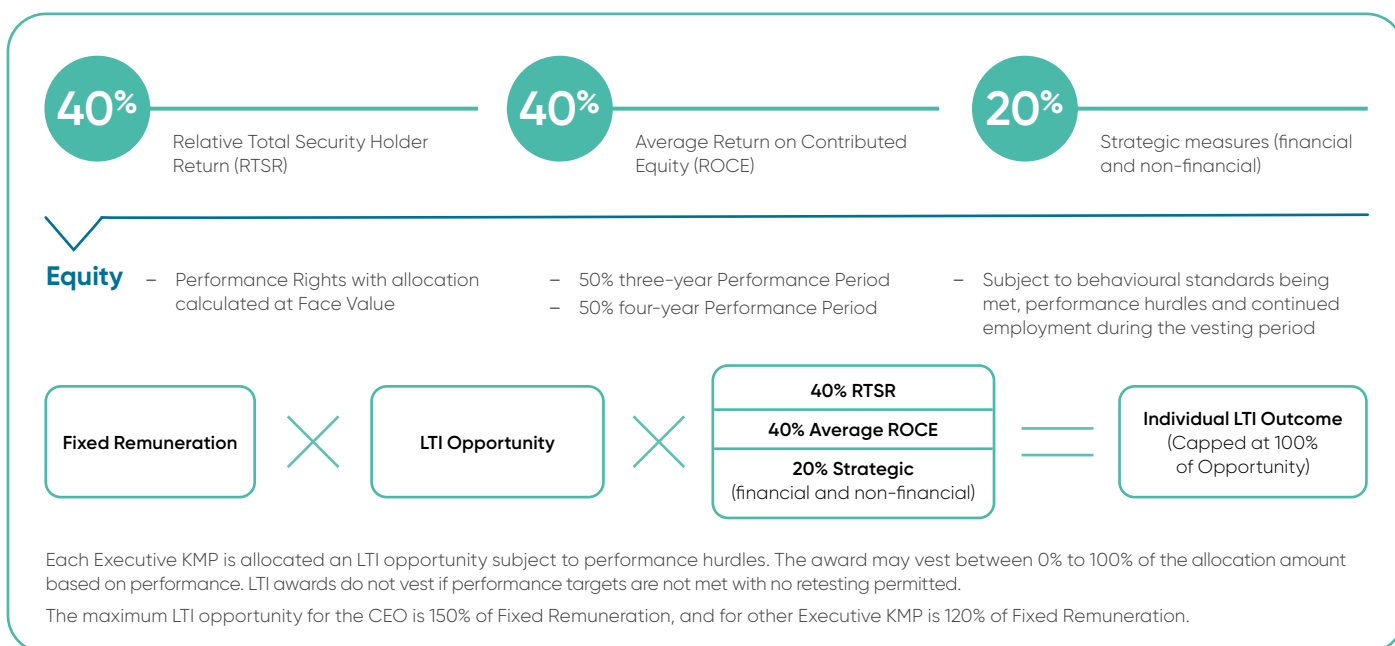 40%
Relative Total Security Holder
Return (RTSR)
40%
Average Return on Contributed
Equity (ROCE)
20%
Strategic measures (financial
and non-financial)
Equity
– Performance Rights with allocation
calculated at Face Value
– 50% three-year Performance Period
– 50% four-year Performance Period
– Subject to behavioural standards being
met, performance hurdles and continued
employment during the vesting period
Fixed Remuneration
LTI Opportunity
40% RTSR
40% Average ROCE
20% Strategic
(financial and non-financial)
Individual LTI Outcome
(Capped at 100%
of Opportunity)
Each Executive KMP is allocated an LTI opportunity subject to performance hurdles. The award may vest between 0% to 100% of the allocation amount
based on performance. LTI awards do not vest if performance targets are not met with no retesting permitted.
The maximum LTI opportunity for the CEO is 150% of Fixed Remuneration, and for other Executive KMP is 120% of Fixed Remuneration.